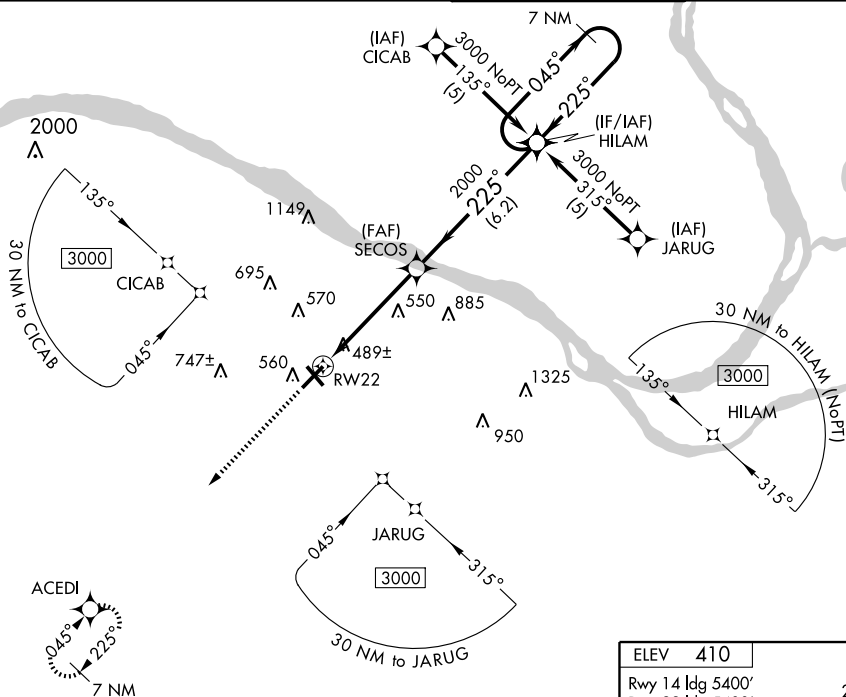 7 NM
(IAF)
CICAB
3000 NoPT
135°
(5)
045°
225°
(IF/IAF)
HILAM
3000 NoPT
315°
(5)
(IAF)
JARUG
2000
225°
(6.2)
(FAF)
SECOS
2000
1149
695
570
550
885
747±
560
489±
RW22
1325
950
135°
3000
CICAB
045°
30 NM to CICAB
30 NM to HILAM (NoPT)
135°
3000
HILAM
315°
045°
JARUG
3000
315°
30 NM to JARUG
ACEDI
045°
225°
7 NM
ELEV 410
Rwy 14 ldg 5400'